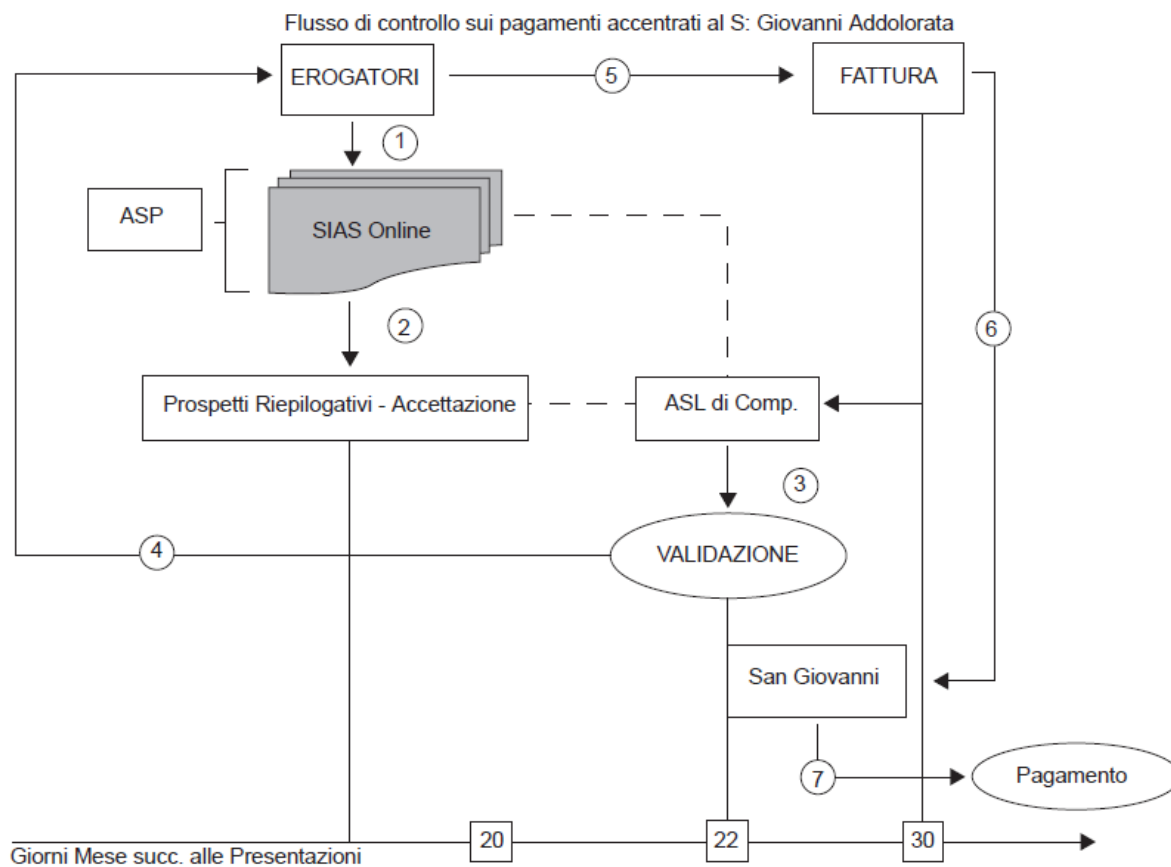 Flusso di controllo sui pagamenti accentrati al S: Giovanni Addolorata
EROGATORI
5
FATTURA
1
ASP
SIAS Online
2
6
Prospetti Riepilogativi - Accettazione
ASL di Comp.
3
4
VALIDAZIONE
San Giovanni
7
Pagamento
20
22
30
Giorni Mese succ. alle Presentazioni